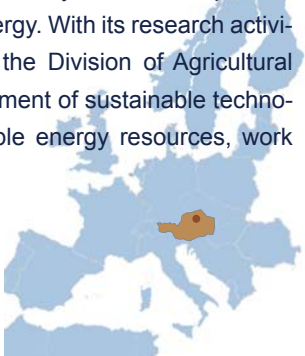 ergy. With its research activi-
the Division of Agricultural
ment of sustainable techno-
ble energy resources, work